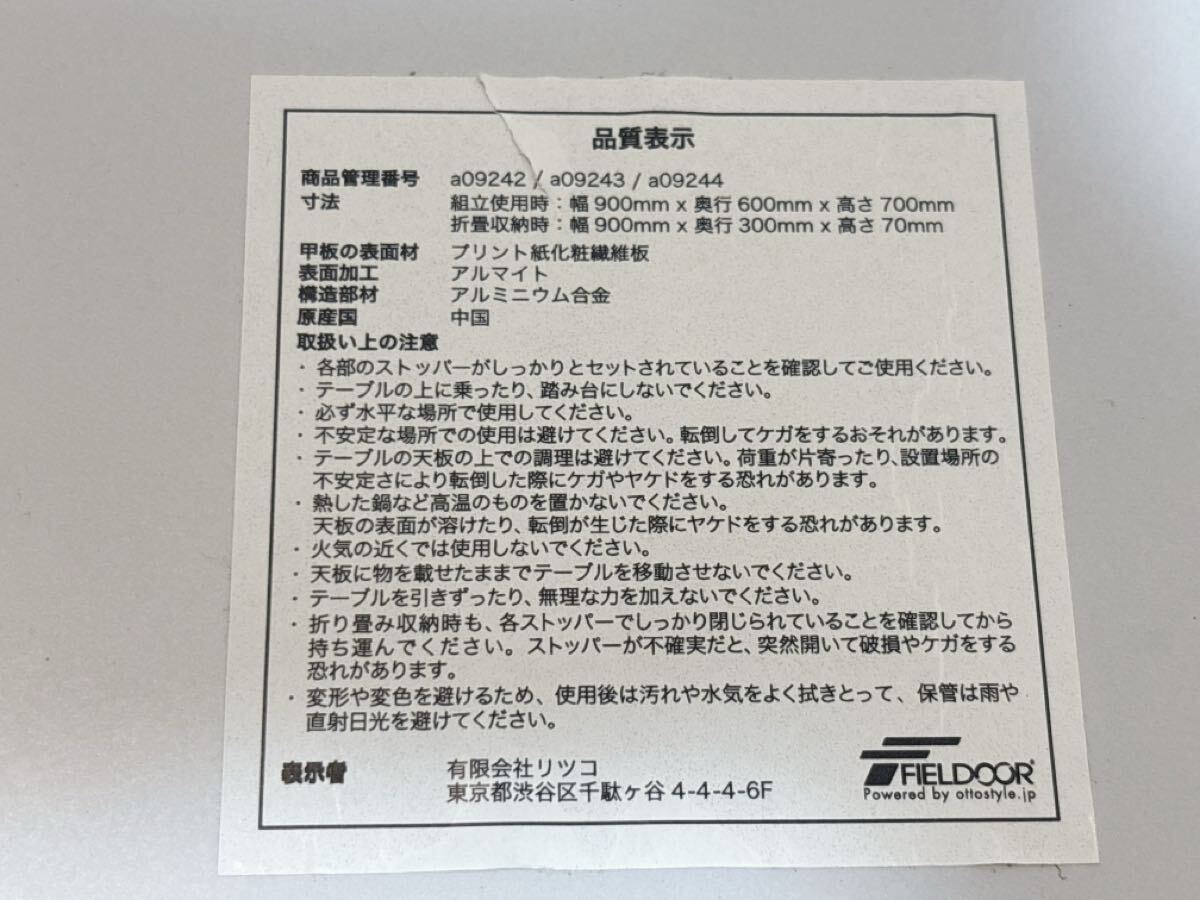 品質表示
商品管理番号 a09242 / a09243 / a09244
寸法 組立使用時：幅 900mm x 奥行 600mm x 高さ 700mm
折畳収納時：幅 900mm x 奥行 300mm x 高さ 70mm
甲板の表面材 プリント紙化粧繊維板
表面加工 アルマイト
構造部材 アルミニウム合金
原産国 中国
取扱い上の注意
・各部のストッパーがしっかりとセットされていることを確認してご使用ください。
・テーブルの上に乗ったり、踏み台にしないでください。
・必ず水平な場所で使用してください。
・不安定な場所での使用は避けてください。転倒してケガをするおそれがあります。
・テーブルの天板の上での調理は避けてください。荷重が片寄ったり、設置場所の
不安定さにより転倒した際にケガやヤケドをする恐れがあります。
・熱した鍋など高温のものを置かないでください。
天板の表面が溶けたり、転倒が生じた際にヤケドをする恐れがあります。
・火気の近くでは使用しないでください。
・天板に物を載せたままでテーブルを移動させないでください。
・テーブルを引きずったり、無理な力を加えないでください。
・折り畳み収納時も、各ストッパーでしっかり閉じられていることを確認してから
持ち運んでください。ストッパーが不確実だと、突然開いて破損やケガをする
恐れがあります。
・変形や変色を避けるため、使用後は汚れや水気をよく拭きとって、保管は雨や
直射日光を避けてください。
表示者 有限会社リツコ
東京都渋谷区千駄ヶ谷 4-4-4-6F
FIELDOOR®
Powered by ottostyle.jp